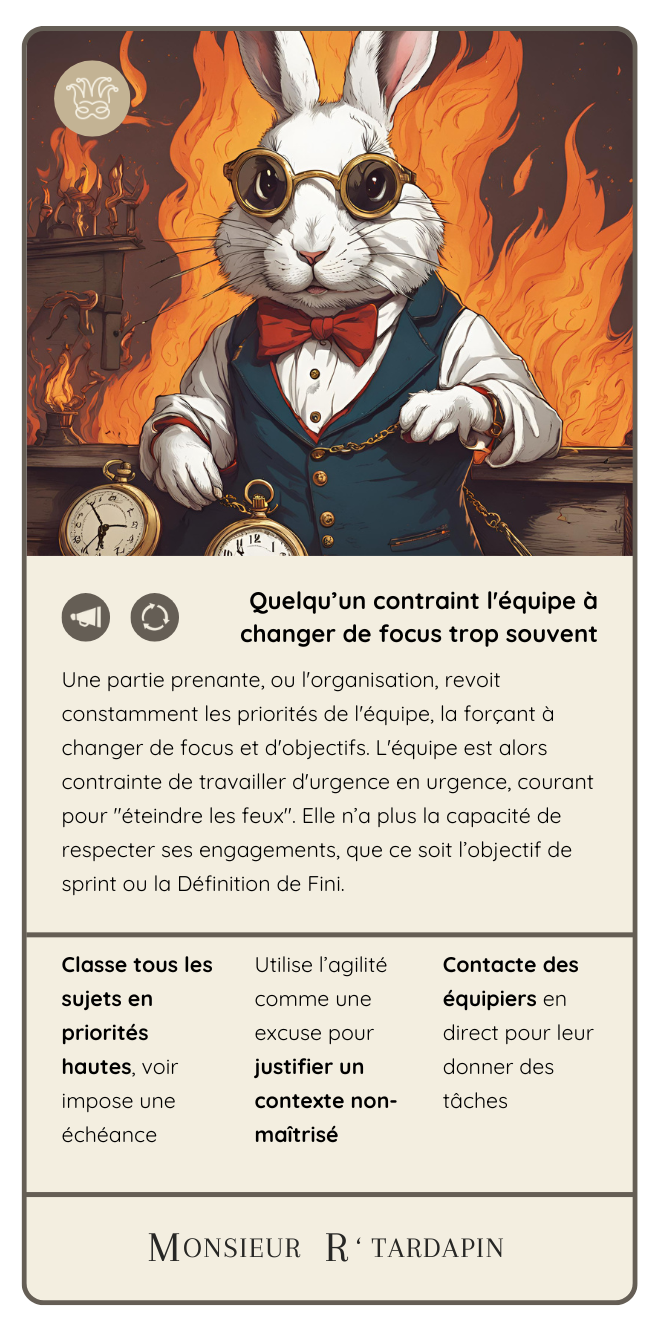 Quelqu’un contraint l'équipe à
changer de focus trop souvent
Une partie prenante, ou l'organisation, revoit
constamment les priorités de l'équipe, la forçant à
changer de focus et d'objectifs. L'équipe est alors
contrainte de travailler d'urgence en urgence, courant
pour "éteindre les feux". Elle n’a plus la capacité de
respecter ses engagements, que ce soit l’objectif de
sprint ou la Définition de Fini.
Classe tous les
sujets en
priorités
hautes, voir
impose une
échéance
Utilise l’agilité
comme une
excuse pour
justifier un
contexte non-
maîtrisé
Contacte des
équipiers en
direct pour leur
donner des
tâches
Monsieur R‘tardapin